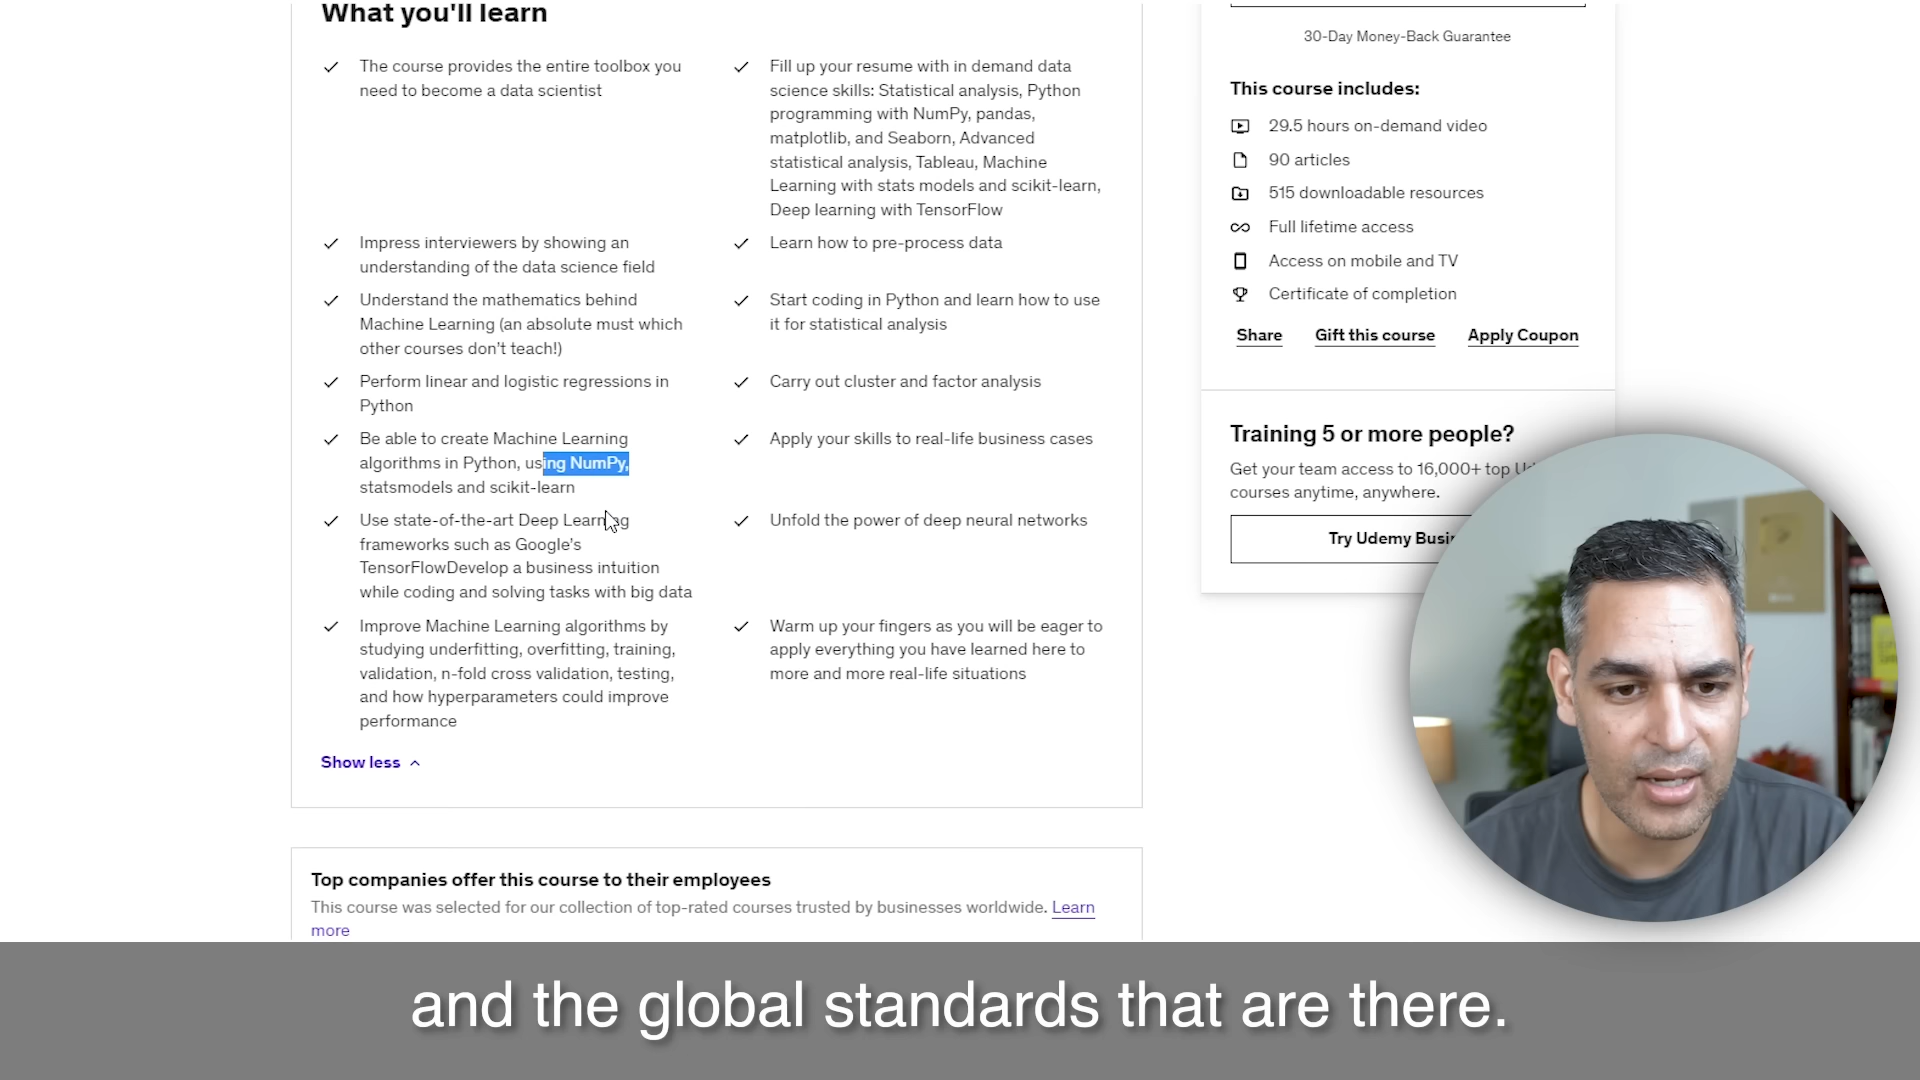 What you'll learn
The course provides the entire toolbox you
need to become a data scientist
Fill up your resume with in demand data
science skills: Statistical analysis, Python
programming with NumPy, pandas,
matplotlib, and Seaborn, Advanced
statistical analysis, Tableau, Machine
Learning with stats models and scikit-learn,
Deep learning with TensorFlow
Impress interviewers by showing an
understanding of the data science field
Learn how to pre-process data
Understand the mathematics behind
Machine Learning (an absolute must which
other courses don't teach!)
Start coding in Python and learn how to use
it for statistical analysis
Perform linear and logistic regressions in
Python
Carry out cluster and factor analysis
Be able to create Machine Learning
algorithms in Python, using NumPy,
statsmodels and scikit-learn
Apply your skills to real-life business cases
Use state-of-the-art Deep Learning
frameworks such as Google's
TensorFlowDevelop a business intuition
while coding and solving tasks with big data
Unfold the power of deep neural networks
Improve Machine Learning algorithms by
studying underfitting, overfitting, training,
validation, n-fold cross validation, testing,
and how hyperparameters could improve
performance
Warm up your fingers as you will be eager to
apply everything you have learned here to
more and more real-life situations
Show less
Top companies offer this course to their employees
This course was selected for our collection of top-rated courses trusted by businesses worldwide. Learn
more
30-Day Money-Back Guarantee
This course includes:
29.5 hours on-demand video
90 articles
515 downloadable resources
Full lifetime access
Access on mobile and TV
Certificate of completion
Share Gift this course Apply Coupon
Training 5 or more people?
Get your team access to 16,000+ top
courses anytime, anywhere.
Try Udemy
and the global standards that are there.